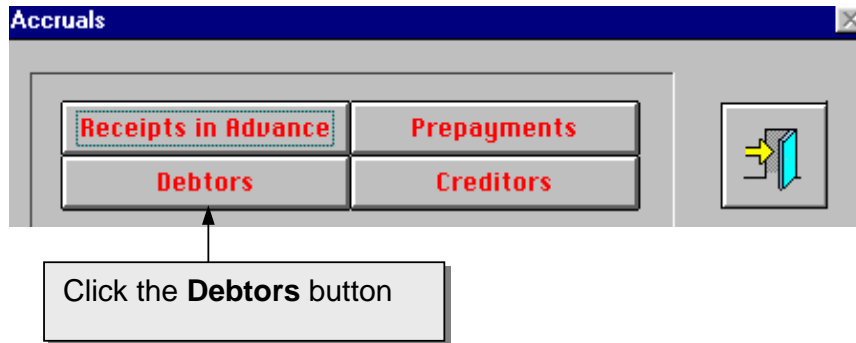 Accruals
Receipts in Advance Prepayments
Debtors Creditors
Click the Debtors button